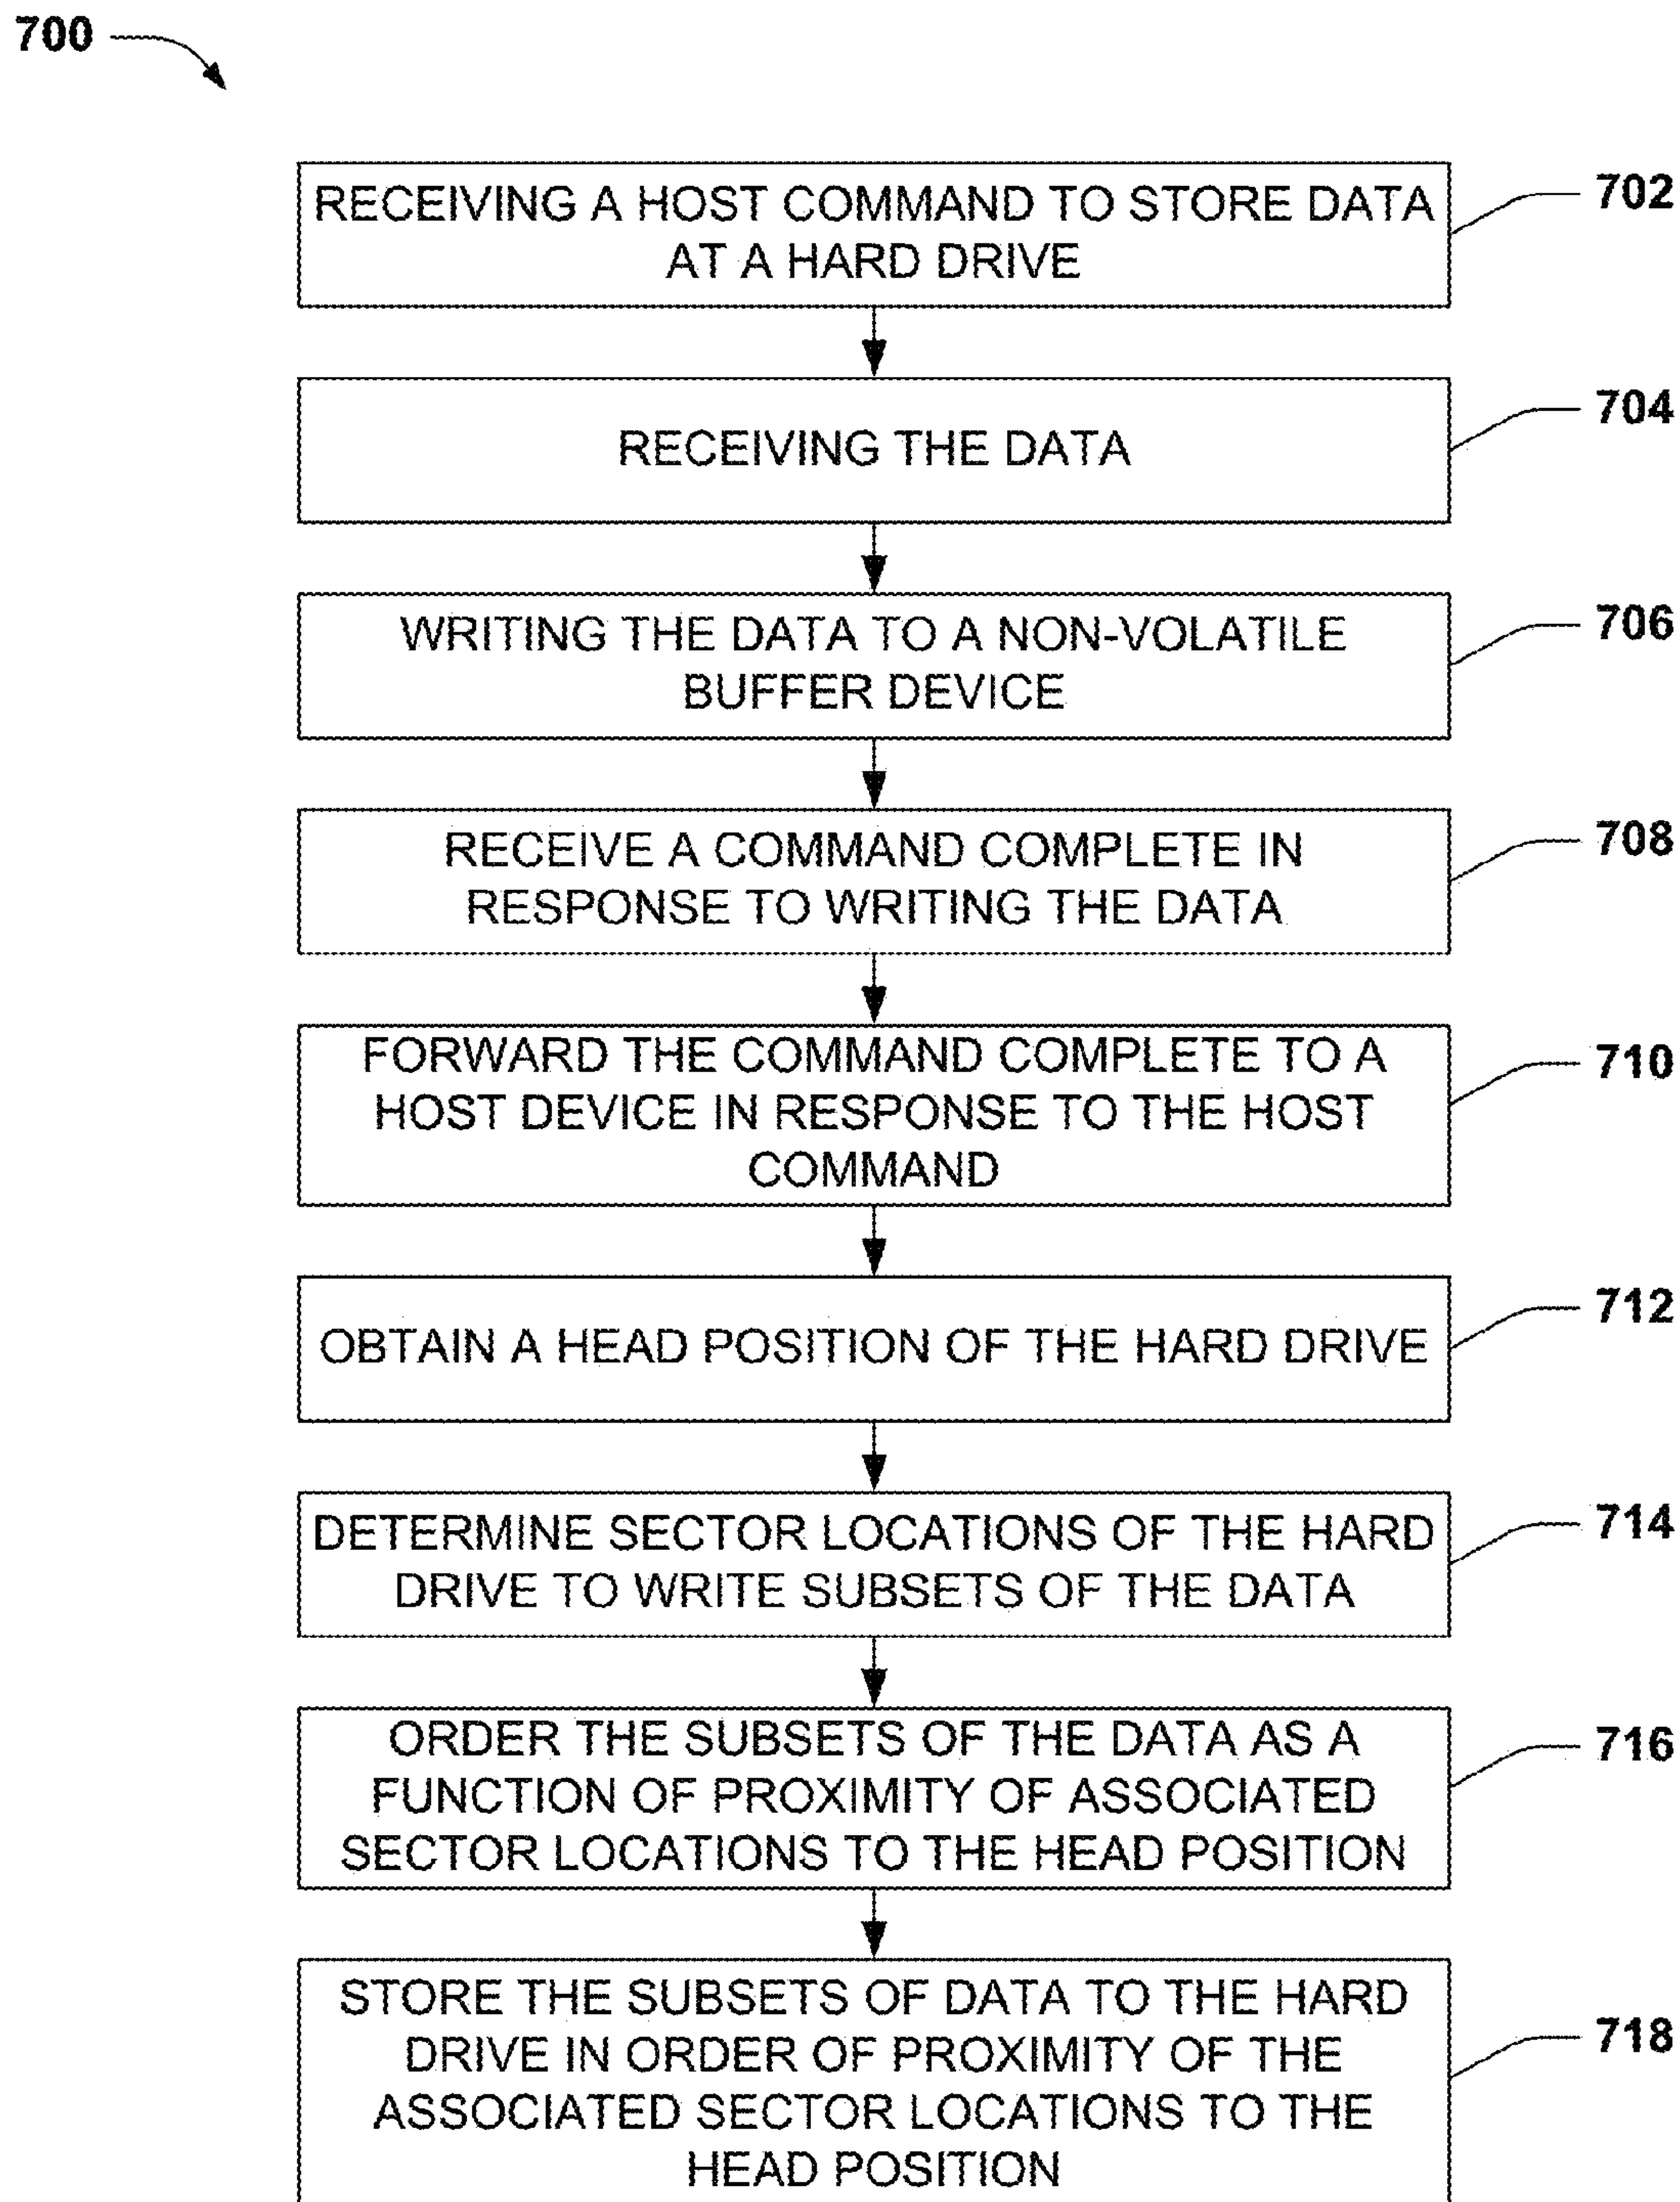 700
RECEIVING A HOST COMMAND TO STORE DATA
AT A HARD DRIVE
702
RECEIVING THE DATA
704
WRITING THE DATA TO A NON-VOLATILE
BUFFER DEVICE
706
RECEIVE A COMMAND COMPLETE IN
RESPONSE TO WRITING THE DATA
708
FORWARD THE COMMAND COMPLETE TO A
HOST DEVICE IN RESPONSE TO THE HOST
COMMAND
710
OBTAIN A HEAD POSITION OF THE HARD DRIVE
712
DETERMINE SECTOR LOCATIONS OF THE HARD
DRIVE TO WRITE SUBSETS OF THE DATA
714
ORDER THE SUBSETS OF THE DATA AS A
FUNCTION OF PROXIMITY OF ASSOCIATED
SECTOR LOCATIONS TO THE HEAD POSITION
716
STORE THE SUBSETS OF DATA TO THE HARD
DRIVE IN ORDER OF PROXIMITY OF THE
ASSOCIATED SECTOR LOCATIONS TO THE
HEAD POSITION
718